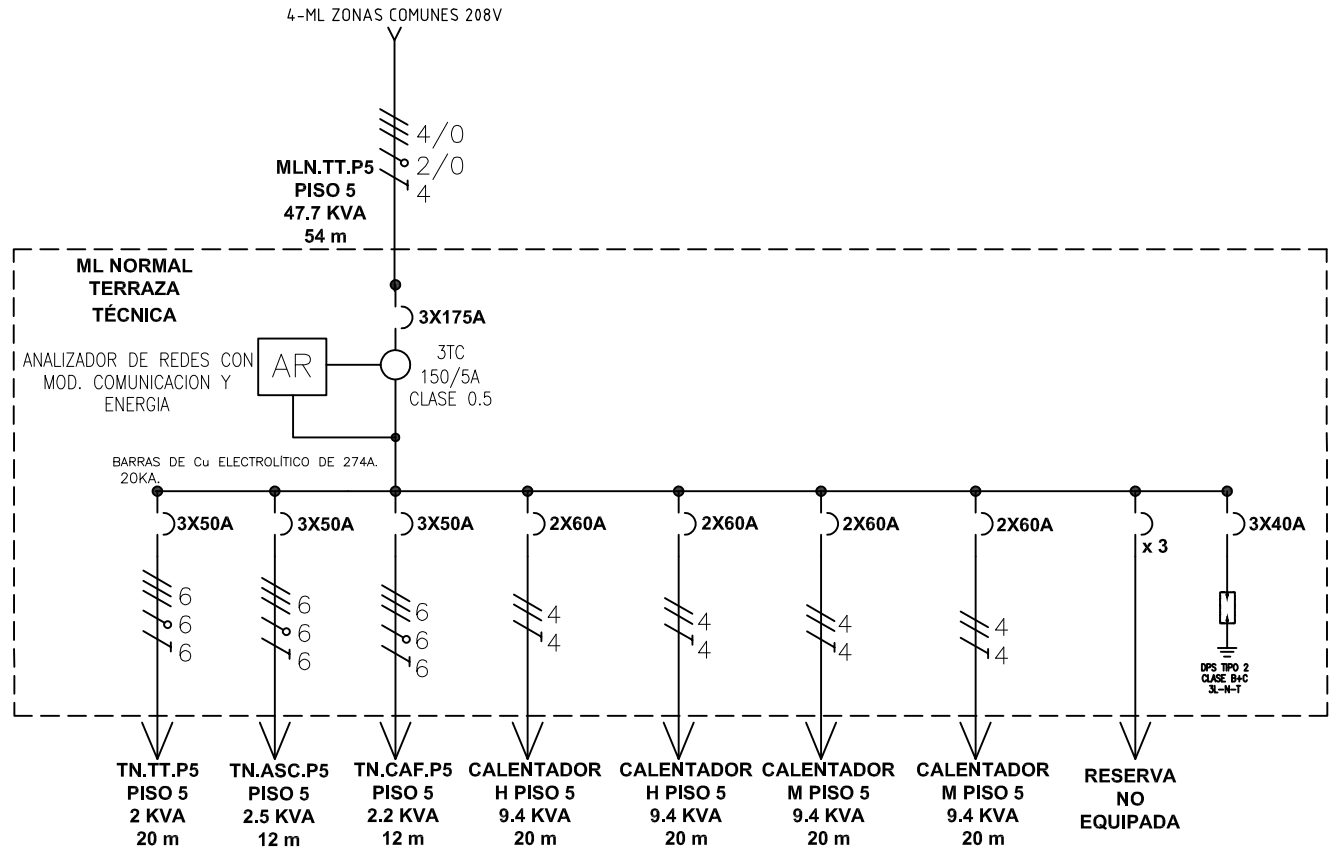 4-ML ZONAS COMUNES 208V
4/0
2/0
4
MLN.TT.P5
PISO 5
47.7 KVA
54 m
ML NORMAL
TERRAZA
TÉCNICA
3X175A
ANALIZADOR DE REDES CON
MOD. COMUNICACION Y
ENERGIA
AR
3TC
150/5A
CLASE 0.5
BARRAS DE Cu ELECTROLÍTICO DE 274A.
20KA.
3X50A
3X50A
3X50A
2X60A
2X60A
2X60A
2X60A
x 3
3X40A
6
6
6
6
6
6
6
6
6
4
4
4
4
4
4
4
4
DPS TIPO 2
CLASE B+C
3L-N-T
TN.TT.P5
PISO 5
2 KVA
20 m
TN.ASC.P5
PISO 5
2.5 KVA
12 m
TN.CAF.P5
PISO 5
2.2 KVA
12 m
CALENTADOR
H PISO 5
9.4 KVA
20 m
CALENTADOR
H PISO 5
9.4 KVA
20 m
CALENTADOR
M PISO 5
9.4 KVA
20 m
CALENTADOR
M PISO 5
9.4 KVA
20 m
RESERVA
NO
EQUIPADA